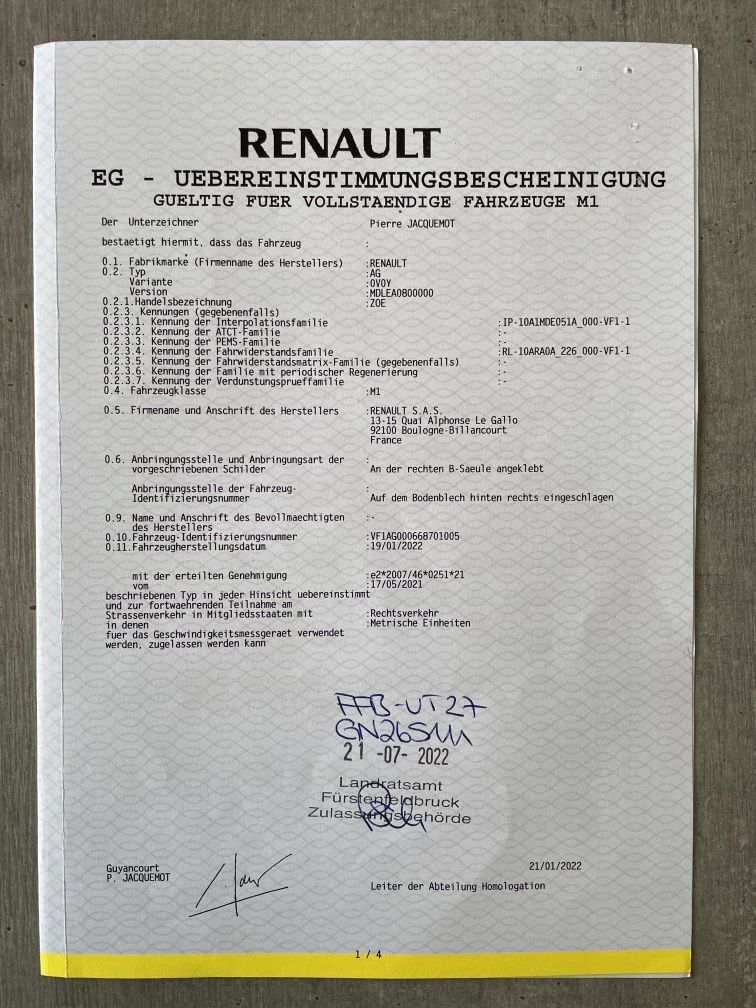 RENAULT
EG - UEBEREINSTIMMUNGSBESCHEINIGUNG
GUELTIG FUER VOLLSTAENDIGE FAHRZEUGE M1
Der Unterzeichner Pierre JACQUEMOT
bestaetigt hiermit, dass das Fahrzeug :
0.1. Fabrikmarke (Firmenname des Herstellers) :RENAULT
0.2. Typ :AG
Variante :OVOY
Version :MDLEA0800000
0.2.1.Handelsbezeichnung :ZOE
0.2.3. Kennungen (gegebenenfalls)
0.2.3.1. Kennung der Interpolationsfamilie :IP-10A1MDE051A_000-VF1-1
0.2.3.2. Kennung der ATCT-Familie :-
0.2.3.3. Kennung der PEMS-Familie :-
0.2.3.4. Kennung der Fahrwiderstandsfamilie :RL-10ARA0A_226_000-VF1-1
0.2.3.5. Kennung der Fahrwiderstandsmatrix-Familie (gegebenenfalls) :-
0.2.3.6. Kennung der Familie mit periodischer Regenerierung :-
0.2.3.7. Kennung der Verdunstungsprueffamilie :-
0.4. Fahrzeugklasse :M1
0.5. Firmename und Anschrift des Herstellers :RENAULT S.A.S.
13-15 Quai Alphonse Le Gallo
92100 Boulogne-Billancourt
France
0.6. Anbringungsstelle und Anbringungsart der :
vorgeschriebenen Schilder An der rechten B-Saeule angeklebt
Anbringungsstelle der Fahrzeug- :
Identifizierungsnummer Auf dem Bodenblech hinten rechts eingeschlagen
0.9. Name und Anschrift des Bevollmaechtigten :-
des Herstellers
0.10.Fahrzeug-Identifizierungsnummer :VF1AG000668701005
0.11.Fahrzeugherstellungsdatum :19/01/2022
mit der erteilten Genehmigung :e2*2007/46*0251*21
vom :17/05/2021
beschriebenen Typ in jeder Hinsicht uebereinstimmt
und zur fortwaehrenden Teilnahme am
Strassenverkehr in Mitgliedsstaaten mit :Rechtsverkehr
in denen :Metrische Einheiten
fuer das Geschwindigkeitsmessgeraet verwendet
werden, zugelassen werden kann
FFB-UT27
GN26SM
21 -07- 2022
Landratsamt
Fürstenfeldbruck
Zulassungsbehörde
Guyancourt 21/01/2022
P. JACQUEMOT
Leiter der Abteilung Homologation
1 / 4